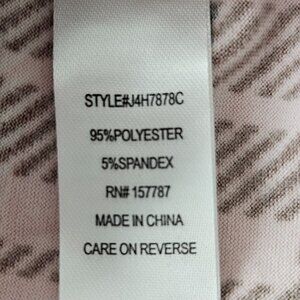 STYLE#J4H7878C
95%POLYESTER
5%SPANDEX
RN# 157787
MADE IN CHINA
CARE ON REVERSE